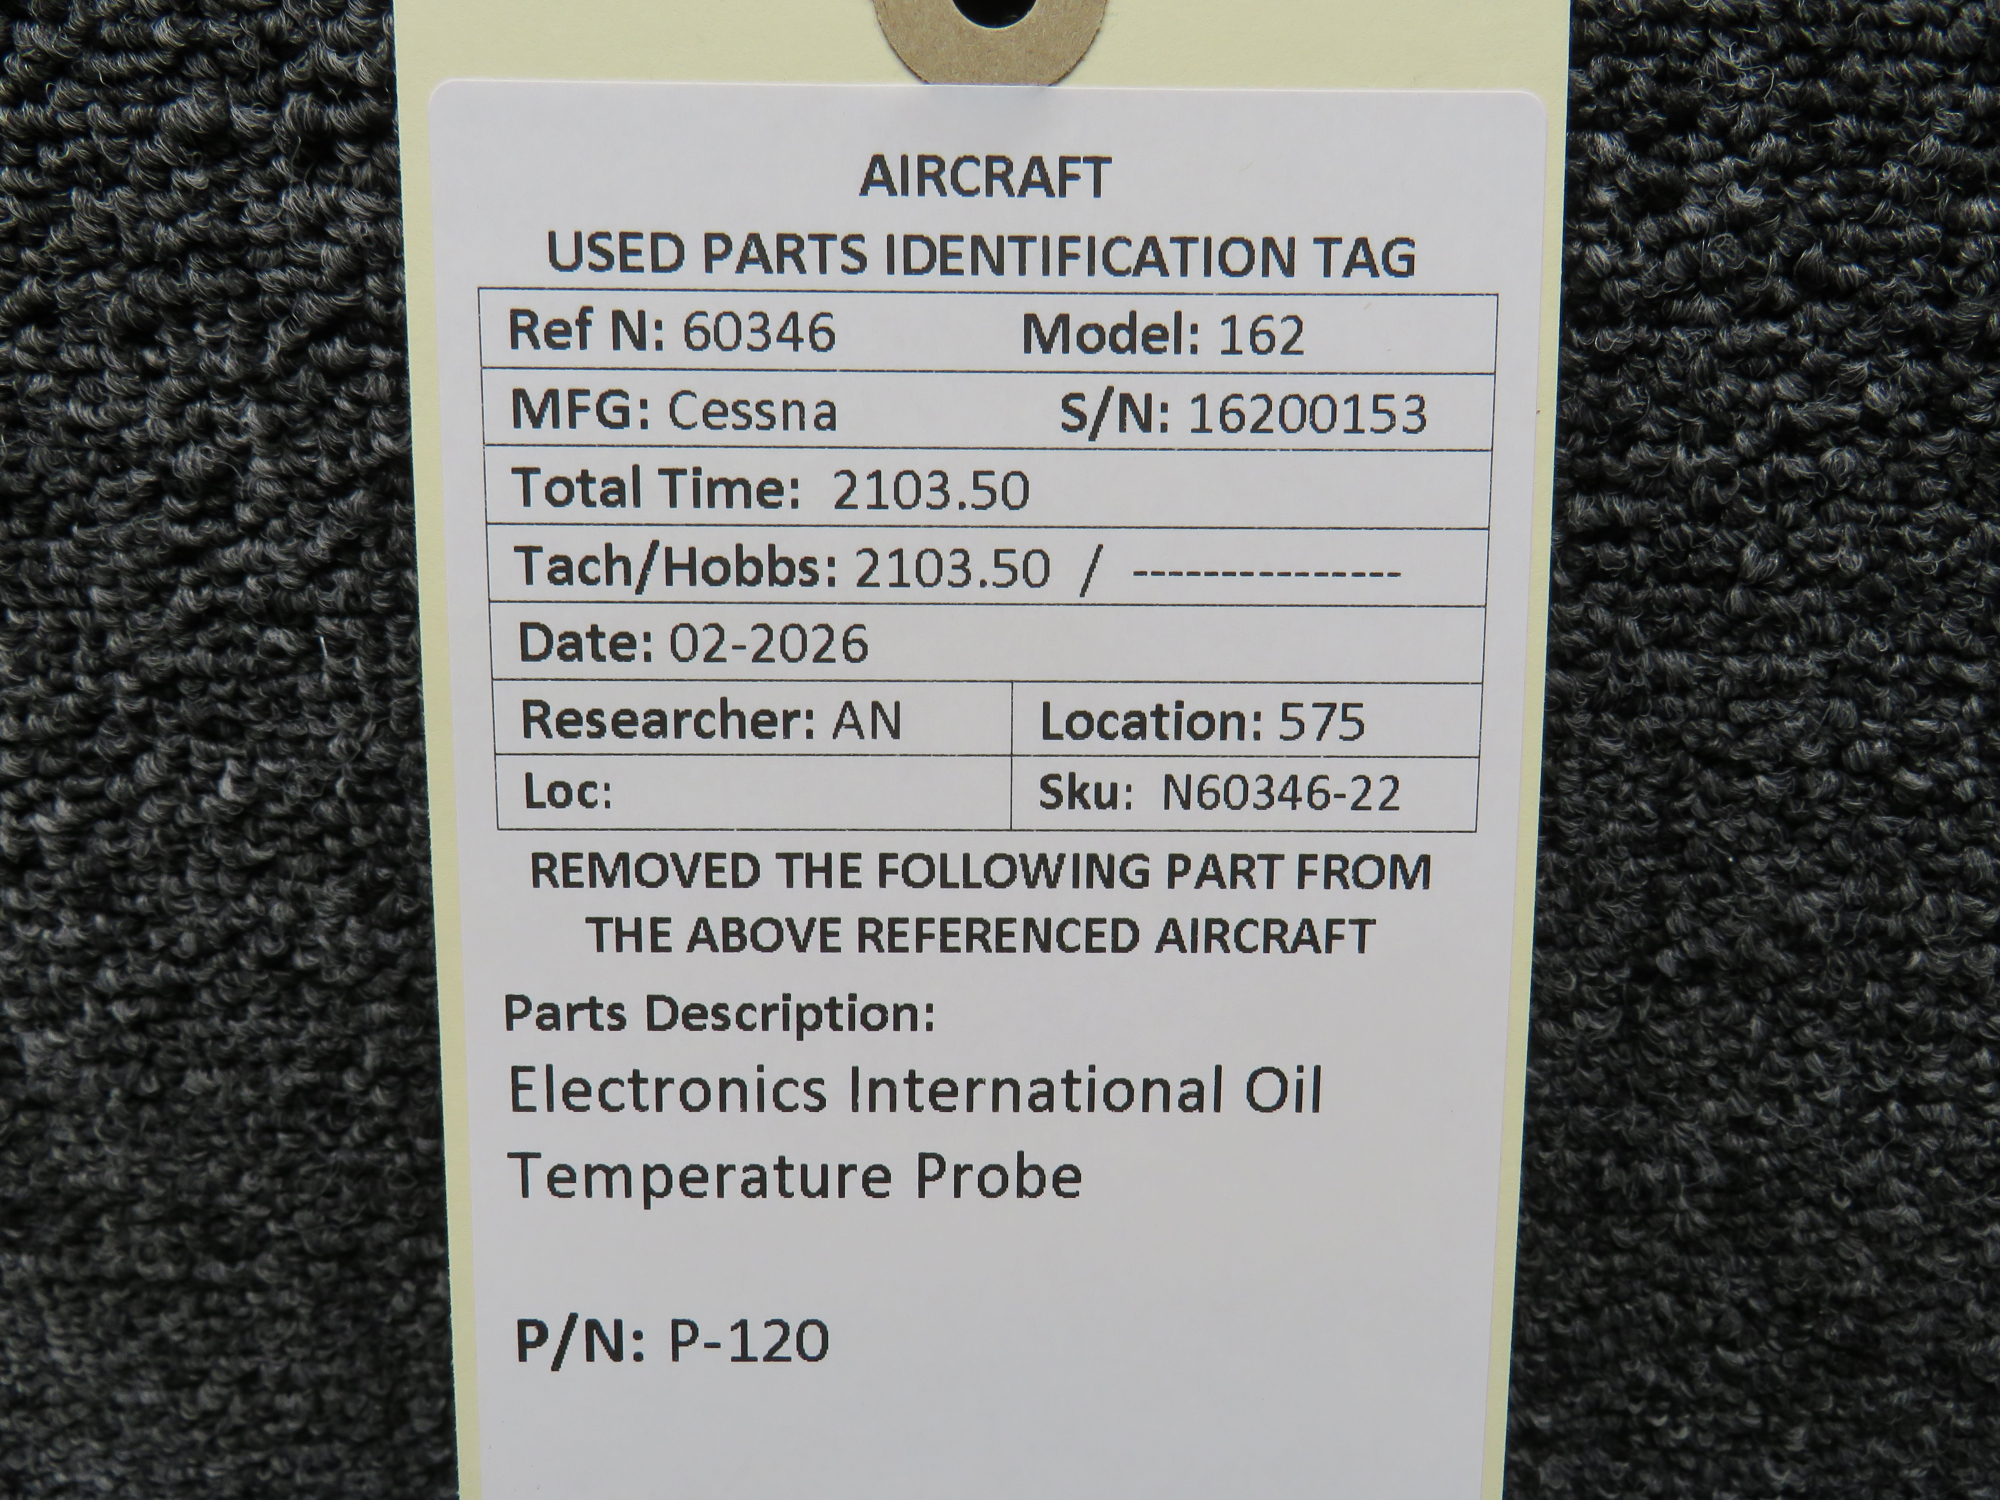 AIRCRAFT
USED PARTS IDENTIFICATION TAG
Ref N: 60346 Model: 162
MFG: Cessna S/N: 16200153
Total Time: 2103.50
Tach/Hobbs: 2103.50 / ---------------
Date: 02-2026
Researcher: AN Location: 575
Loc: Sku: N60346-22
REMOVED THE FOLLOWING PART FROM
THE ABOVE REFERENCED AIRCRAFT
Parts Description:
Electronics International Oil
Temperature Probe
P/N: P-120